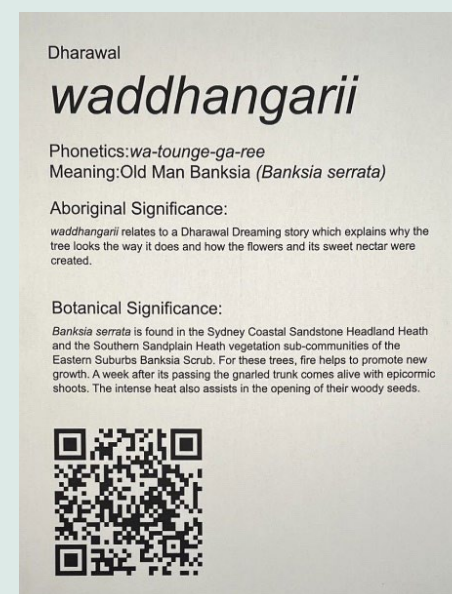 Dharawal
waddhangarii
Phonetics:wa-tounge-ga-ree
Meaning:Old Man Banksia (Banksia serrata)
Aboriginal Significance:
waddhangarii relates to a Dharawal Dreaming story which explains why the
tree looks the way it does and how the flowers and its sweet nectar were
created.
Botanical Significance:
Banksia serrata is found in the Sydney Coastal Sandstone Headland Heath
and the Southern Sandplain Heath vegetation sub-communities of the
Eastern Suburbs Banksia Scrub. For these trees, fire helps to promote new
growth. A week after its passing the gnarled trunk comes alive with epicormic
shoots. The intense heat also assists in the opening of their woody seeds.